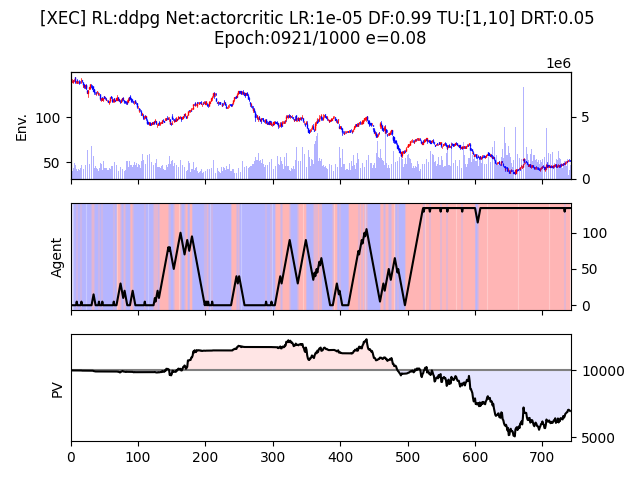 [XEC] RL:ddpg Net:actorcritic LR:1e-05 DF:0.99 TU:[1,10] DRT:0.05
Epoch:0921/1000 e=0.08
1e6
Env.
100
50
5
0
Agent
100
50
0
PV
10000
5000
0 100 200 300 400 500 600 700